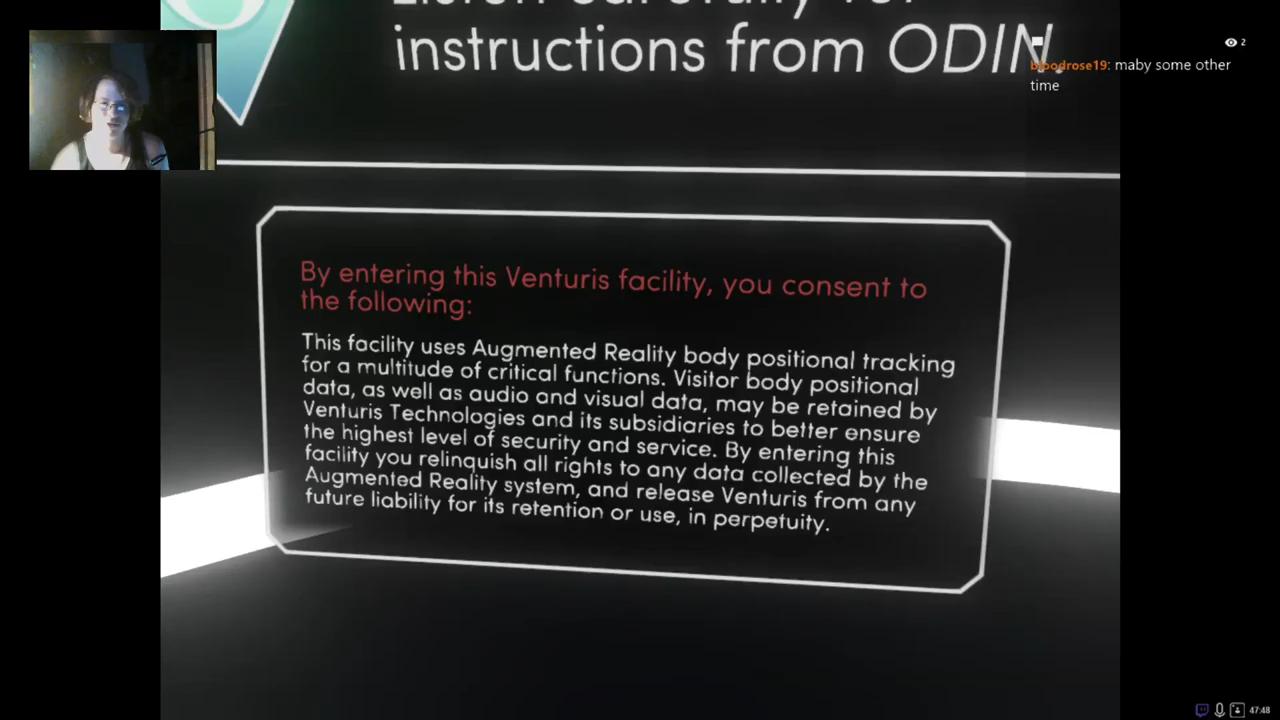 instructions from ODIN.
2
bloodrose19: maby some other
time
By entering this Venturis facility, you consent to
the following:
This facility uses Augmented Reality body positional tracking
for a multitude of critical functions. Visitor body positional
data, as well as audio and visual data, may be retained by
Venturis Technologies and its subsidiaries to better ensure
the highest level of security and service. By entering this
facility you relinquish all rights to any data collected by the
Augmented Reality system, and release Venturis from any
future liability for its retention or use, in perpetuity.
47:48